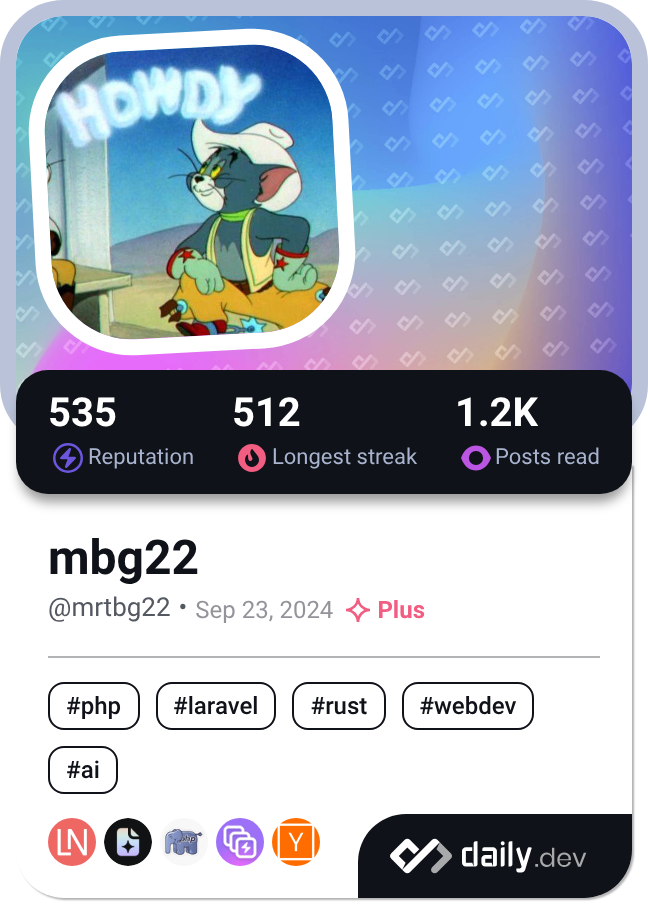 HOWDY
535 512 1.2K
Reputation Longest streak Posts read
mbg22
@mrtbg22 • Sep 23, 2024 Plus
#php #laravel #rust #webdev
#ai
LN php Y
daily.dev